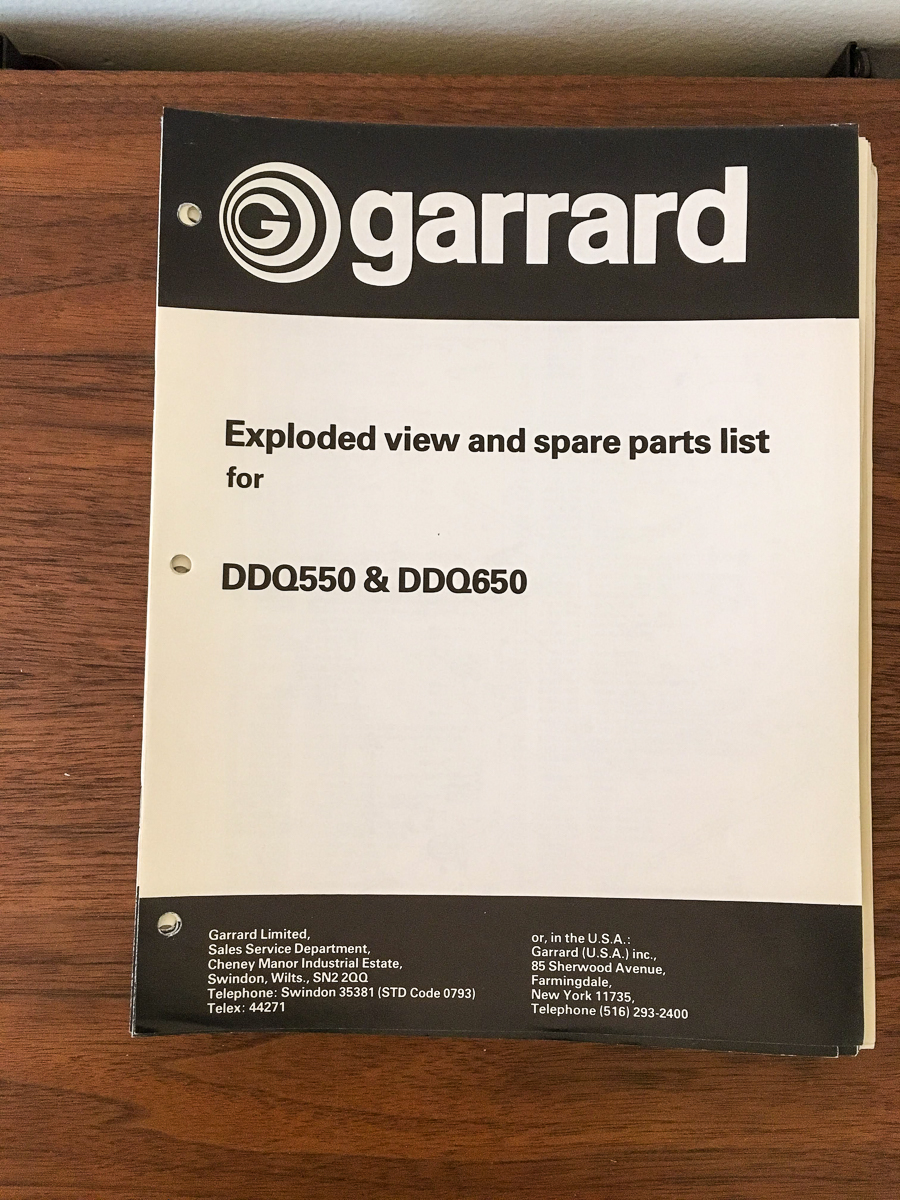 G garrard
Exploded view and spare parts list
for
DDQ550 & DDQ650
Garrard Limited,
Sales Service Department,
Cheney Manor Industrial Estate,
Swindon, Wilts., SN2 2QQ
Telephone: Swindon 35381 (STD Code 0793)
Telex: 44271
or, in the U.S.A.:
Garrard (U.S.A.) inc.,
85 Sherwood Avenue,
Farmingdale,
New York 11735,
Telephone (516) 293-2400